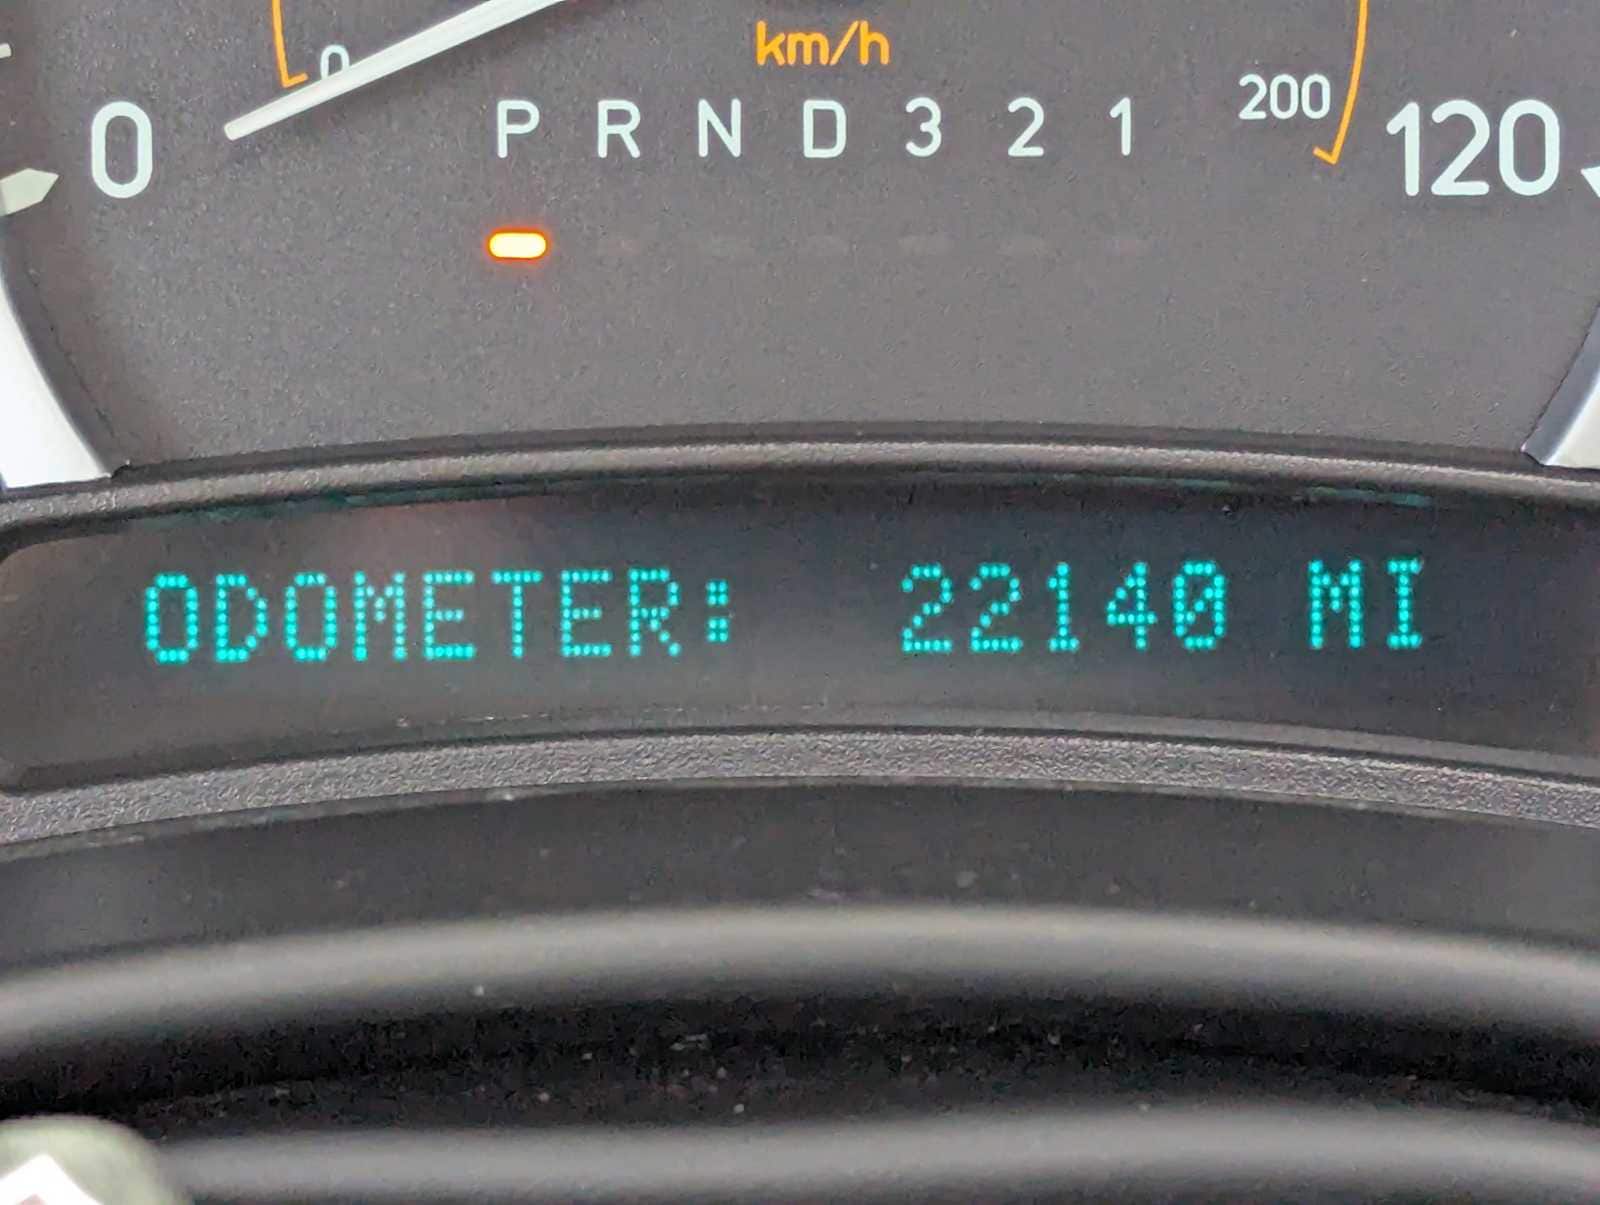 km/h
0
0 P R N D 3 2 1 200 120
ODOMETER: 22140 MI